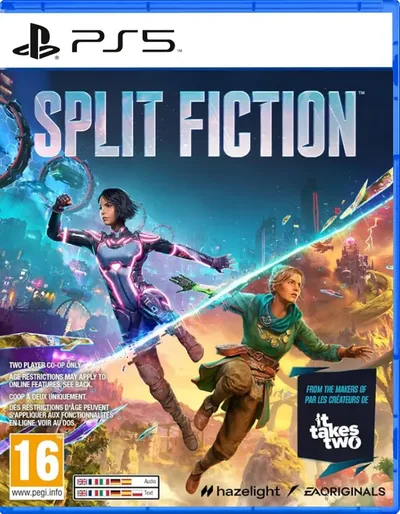 PS5
SPLIT FICTION™
TWO PLAYER CO-OP ONLY.
AGE RESTRICTIONS MAY APPLY TO
ONLINE FEATURES, SEE BACK.
COOP À DEUX UNIQUEMENT.
DES RESTRICTIONS D'ÂGE PEUVENT
S'APPLIQUER AUX FONCTIONNALITÉS
EN LIGNE: VOIR AU DOS.
FROM THE MAKERS OF
PAR LES CRÉATEURS DE
it
takes
two
16
www.pegi.info
Audio
Text
hazelight
EA ORIGINALS